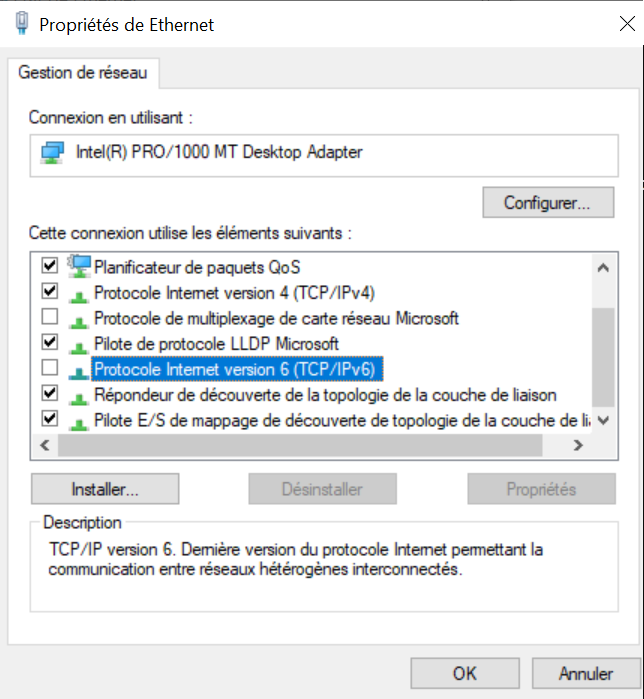 Propriétés de Ethernet
Gestion de réseau
Connexion en utilisant :
Intel(R) PRO/1000 MT Desktop Adapter
Configurer...
Cette connexion utilise les éléments suivants :
Planificateur de paquets QoS
Protocole Internet version 4 (TCP/IPv4)
Protocole de multiplexage de carte réseau Microsoft
Pilote de protocole LLDP Microsoft
Protocole Internet version 6 (TCP/IPv6)
Répondeur de découverte de la topologie de la couche de liaison
Pilote E/S de mappage de découverte de topologie de la couche de
Installer...
Désinstaller
Propriétés
Description
TCP/IP version 6. Dernière version du protocole Internet permettant la
communication entre réseaux hétérogènes interconnectés.
OK
Annuler